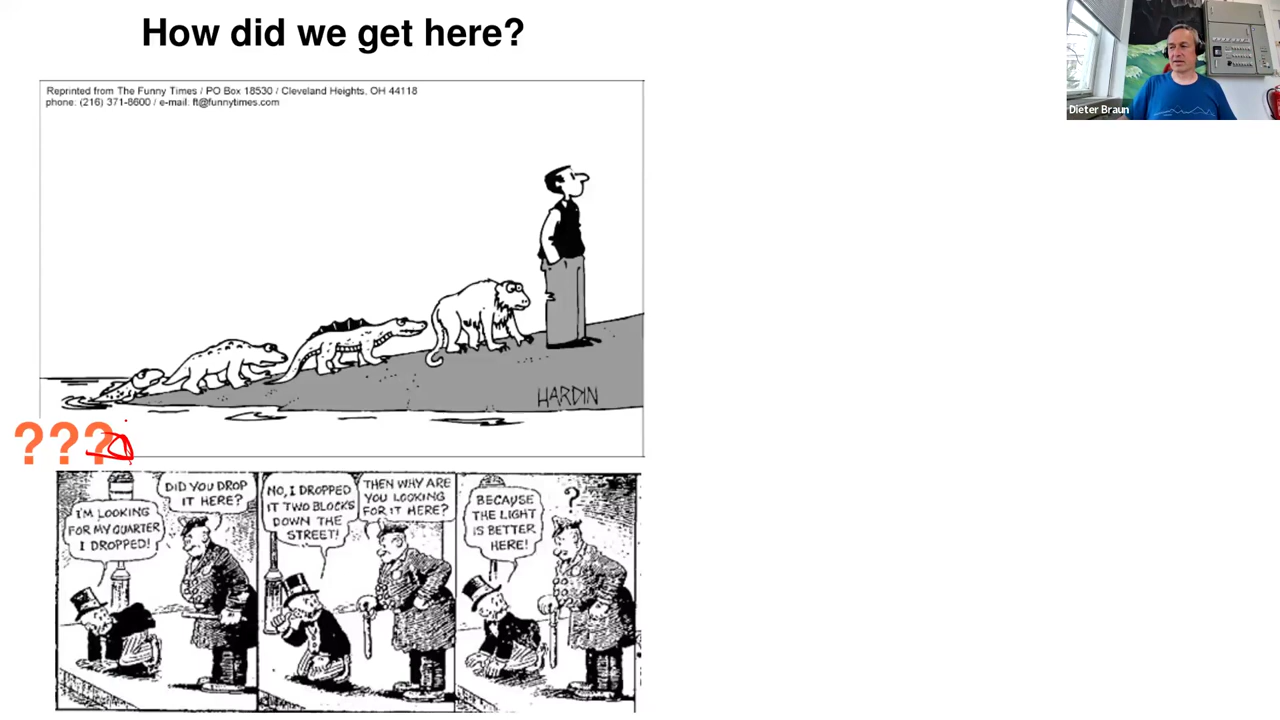 How did we get here?
Dieter Braun
Reprinted from The Funny Times / PO Box 18530 / Cleveland Heights, OH 44118
phone: (216) 371-8600 / e-mail: ft@funnytimes.com
HARDIN
???
I'M LOOKING
FOR MY QUARTER
I DROPPED!
DID YOU DROP
IT HERE?
NO, I DROPPED
IT TWO BLOCKS
DOWN THE
STREET!
THEN WHY ARE
YOU LOOKING
FOR IT HERE?
BECAUSE
THE LIGHT
IS BETTER
HERE!
?